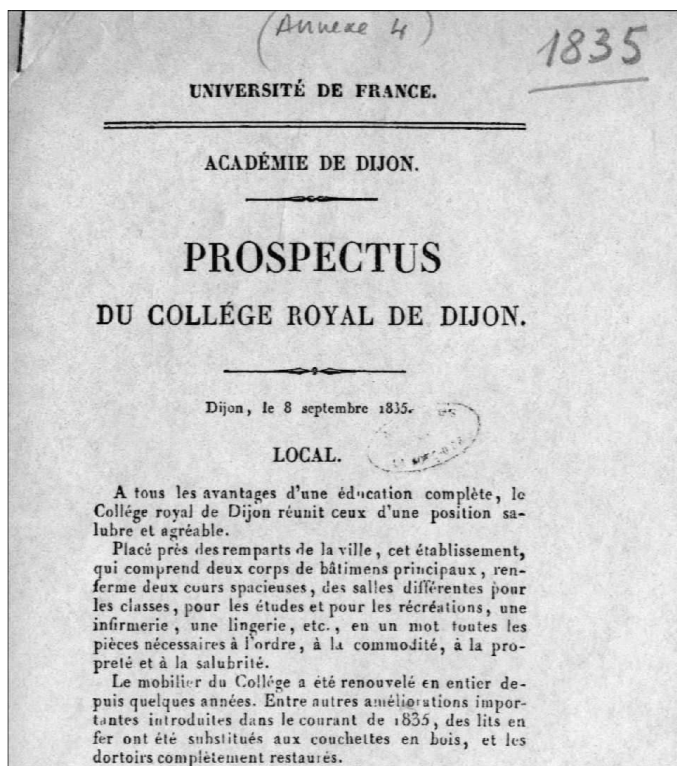 (Annexe 4)
1835
UNIVERSITÉ DE FRANCE.
ACADÉMIE DE DIJON.
PROSPECTUS
DU COLLÉGE ROYAL DE DIJON.
Dijon, le 8 septembre 1835.
LOCAL.
A tous les avantages d'une éducation complète, le
Collége royal de Dijon réunit ceux d'une position sa-
lubre et agréable.
Placé près des remparts de la ville, cet établissement,
qui comprend deux corps de bâtimens principaux, ren-
ferme deux cours spacieuses, des salles différentes pour
les classes, pour les études et pour les récréations, une
infirmerie, une lingerie, etc., en un mot toutes les
pièces nécessaires à l'ordre, à la commodité, à la pro-
preté et à la salubrité.
Le mobilier du Collége a été renouvelé en entier de-
puis quelques années. Entre autres améliorations impor-
tantes introduites dans le courant de 1835, des lits en
fer ont été substitués aux couchettes en bois, et les
dortoirs complètement restaurés.